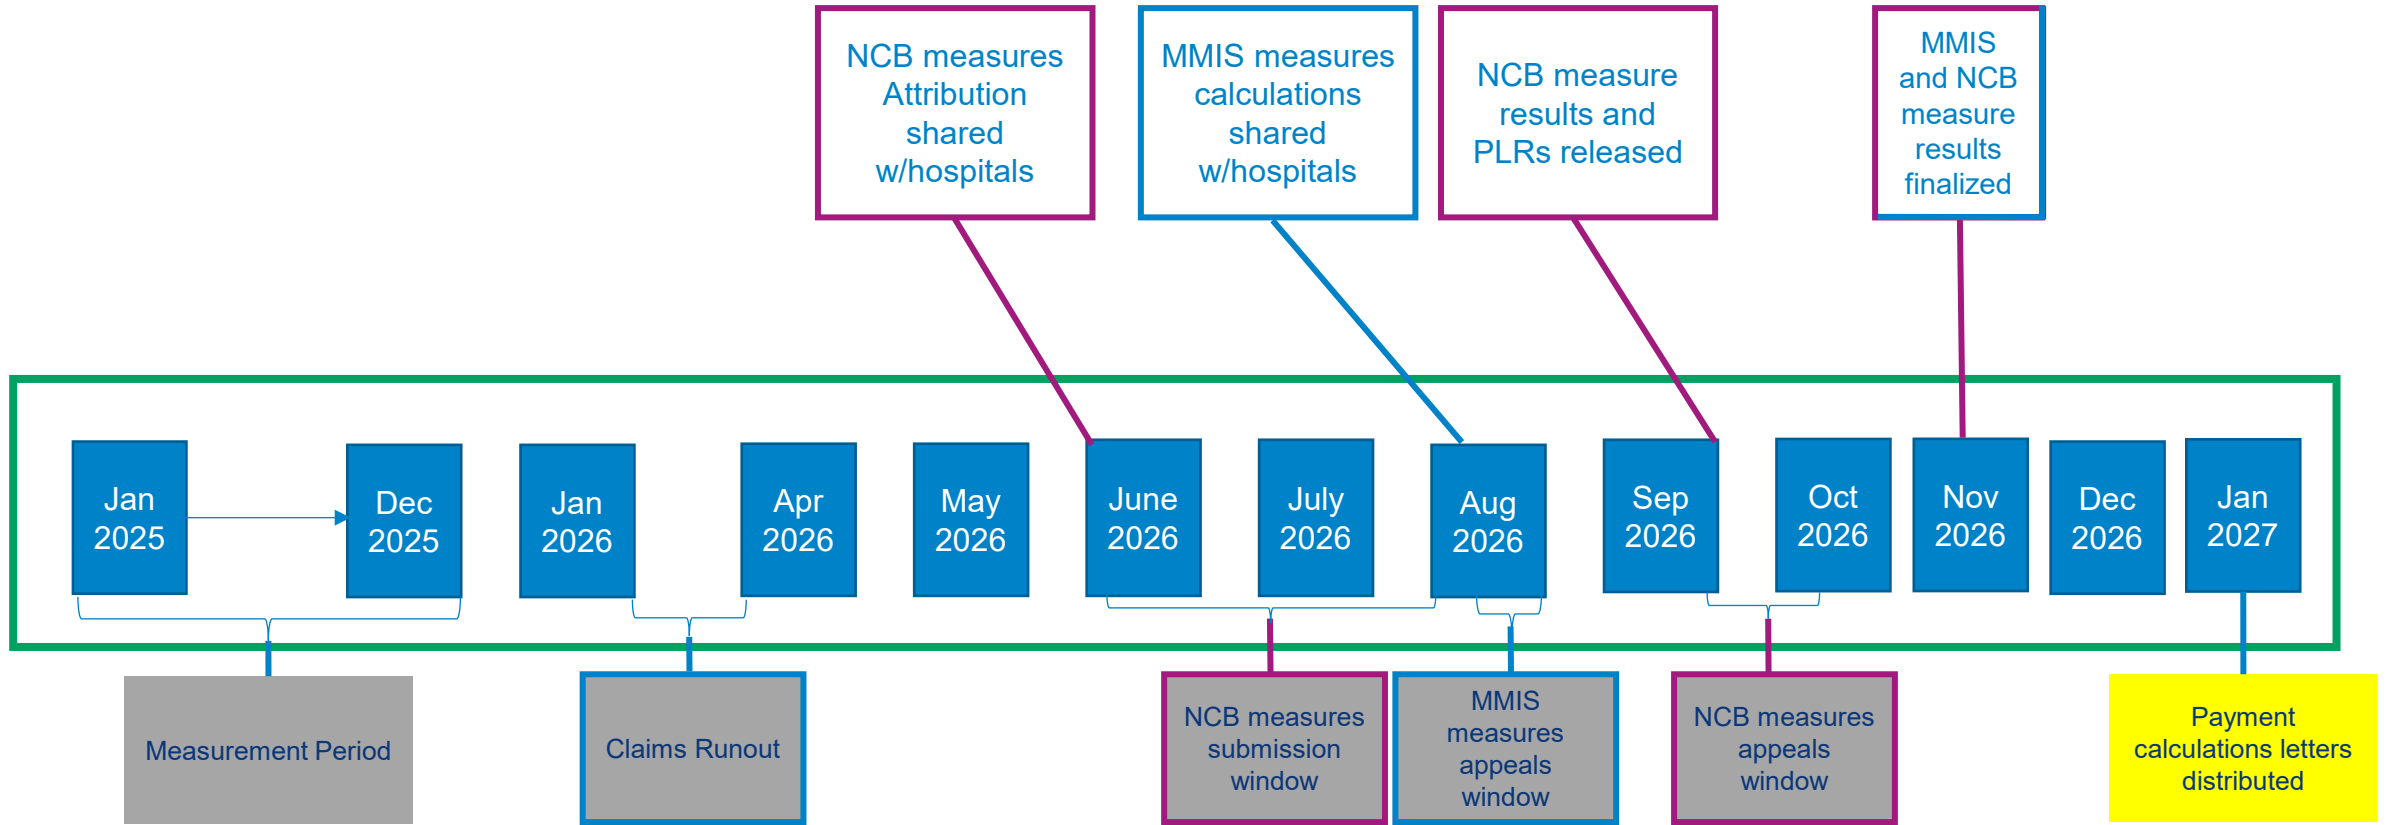 NCB measures
Attribution
shared
w/hospitals
MMIS measures
calculations
shared
w/hospitals
NCB measure
results and
PLRs released
MMIS
and NCB
measure
results
finalized
Jan
2025
Dec
2025
Jan
2026
Apr
2026
May
2026
June
2026
July
2026
Aug
2026
Sep
2026
Oct
2026
Nov
2026
Dec
2026
Jan
2027
Measurement Period
Claims Runout
NCB measures
submission
window
MMIS
measures
appeals
window
NCB measures
appeals
window
Payment
calculations letters
distributed